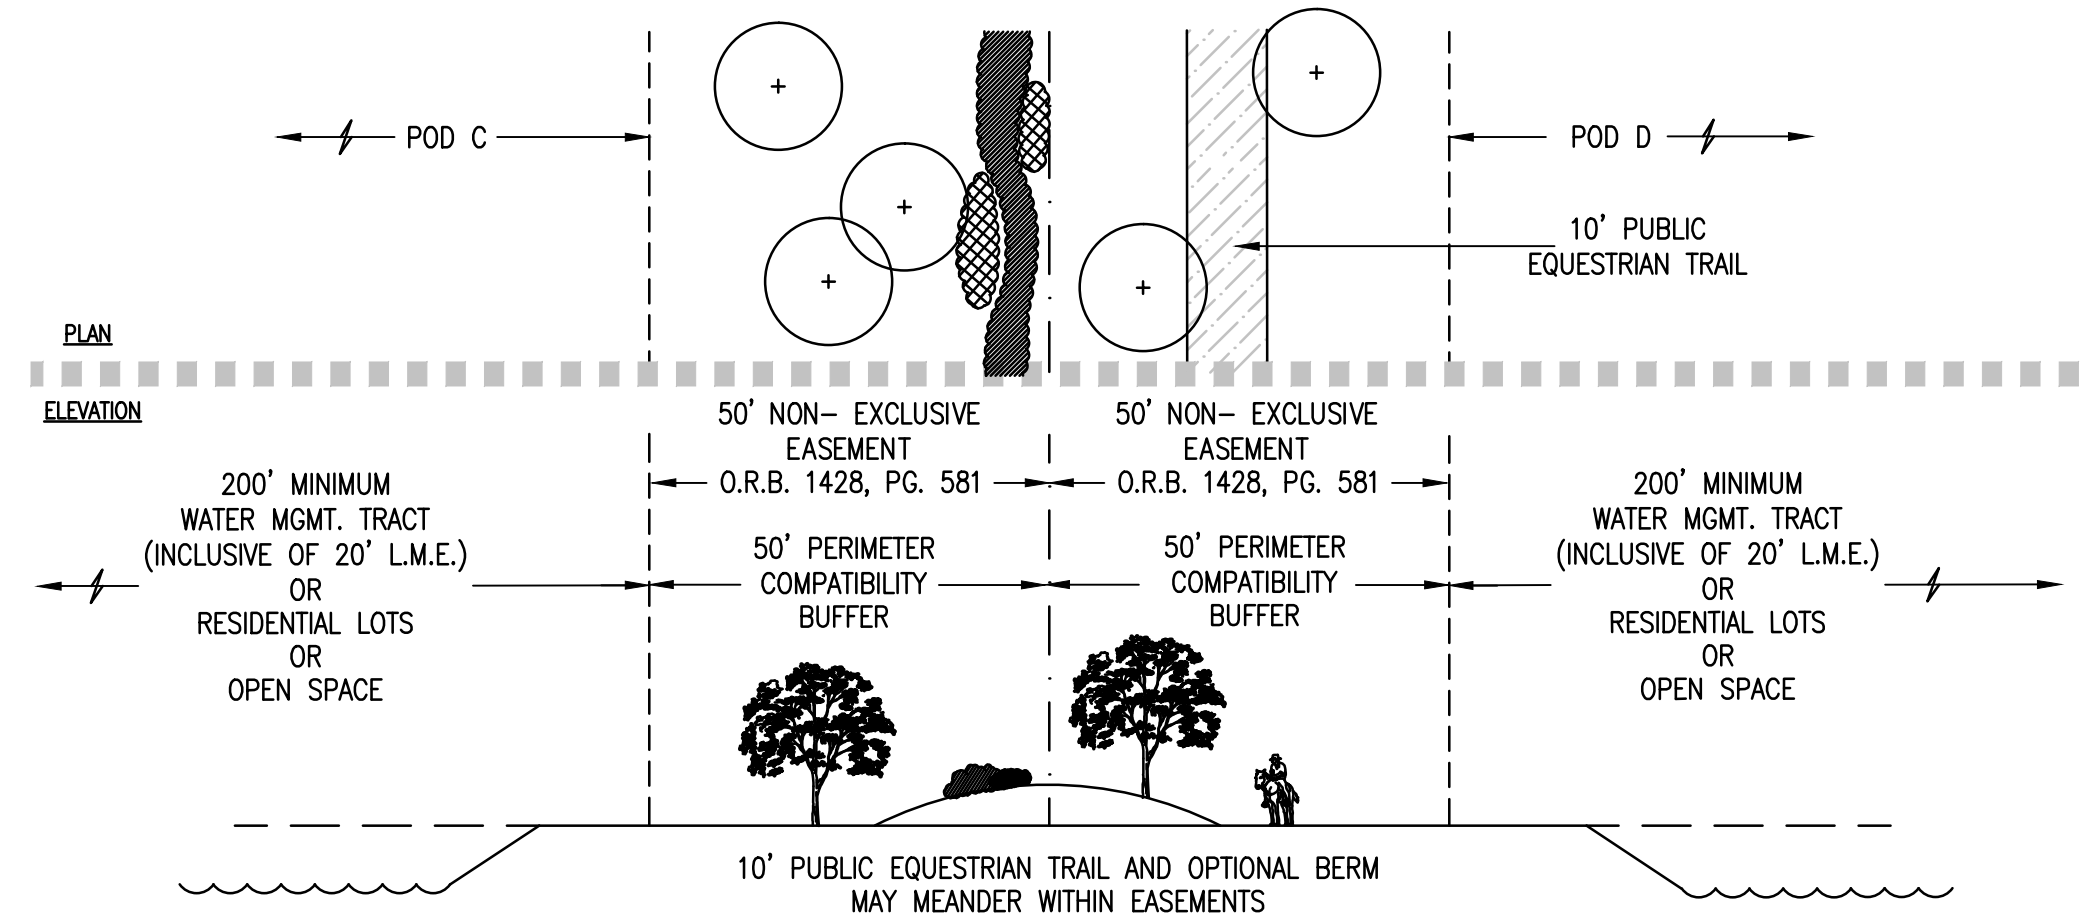 POD C
POD D
10' PUBLIC
EQUESTRIAN TRAIL
PLAN
ELEVATION
50' NON- EXCLUSIVE
EASEMENT
O.R.B. 1428, PG. 581
50' NON- EXCLUSIVE
EASEMENT
O.R.B. 1428, PG. 581
200' MINIMUM
WATER MGMT. TRACT
(INCLUSIVE OF 20' L.M.E.)
OR
RESIDENTIAL LOTS
OR
OPEN SPACE
50' PERIMETER
COMPATIBILITY
BUFFER
50' PERIMETER
COMPATIBILITY
BUFFER
200' MINIMUM
WATER MGMT. TRACT
(INCLUSIVE OF 20' L.M.E.)
OR
RESIDENTIAL LOTS
OR
OPEN SPACE
10' PUBLIC EQUESTRIAN TRAIL AND OPTIONAL BERM
MAY MEANDER WITHIN EASEMENTS